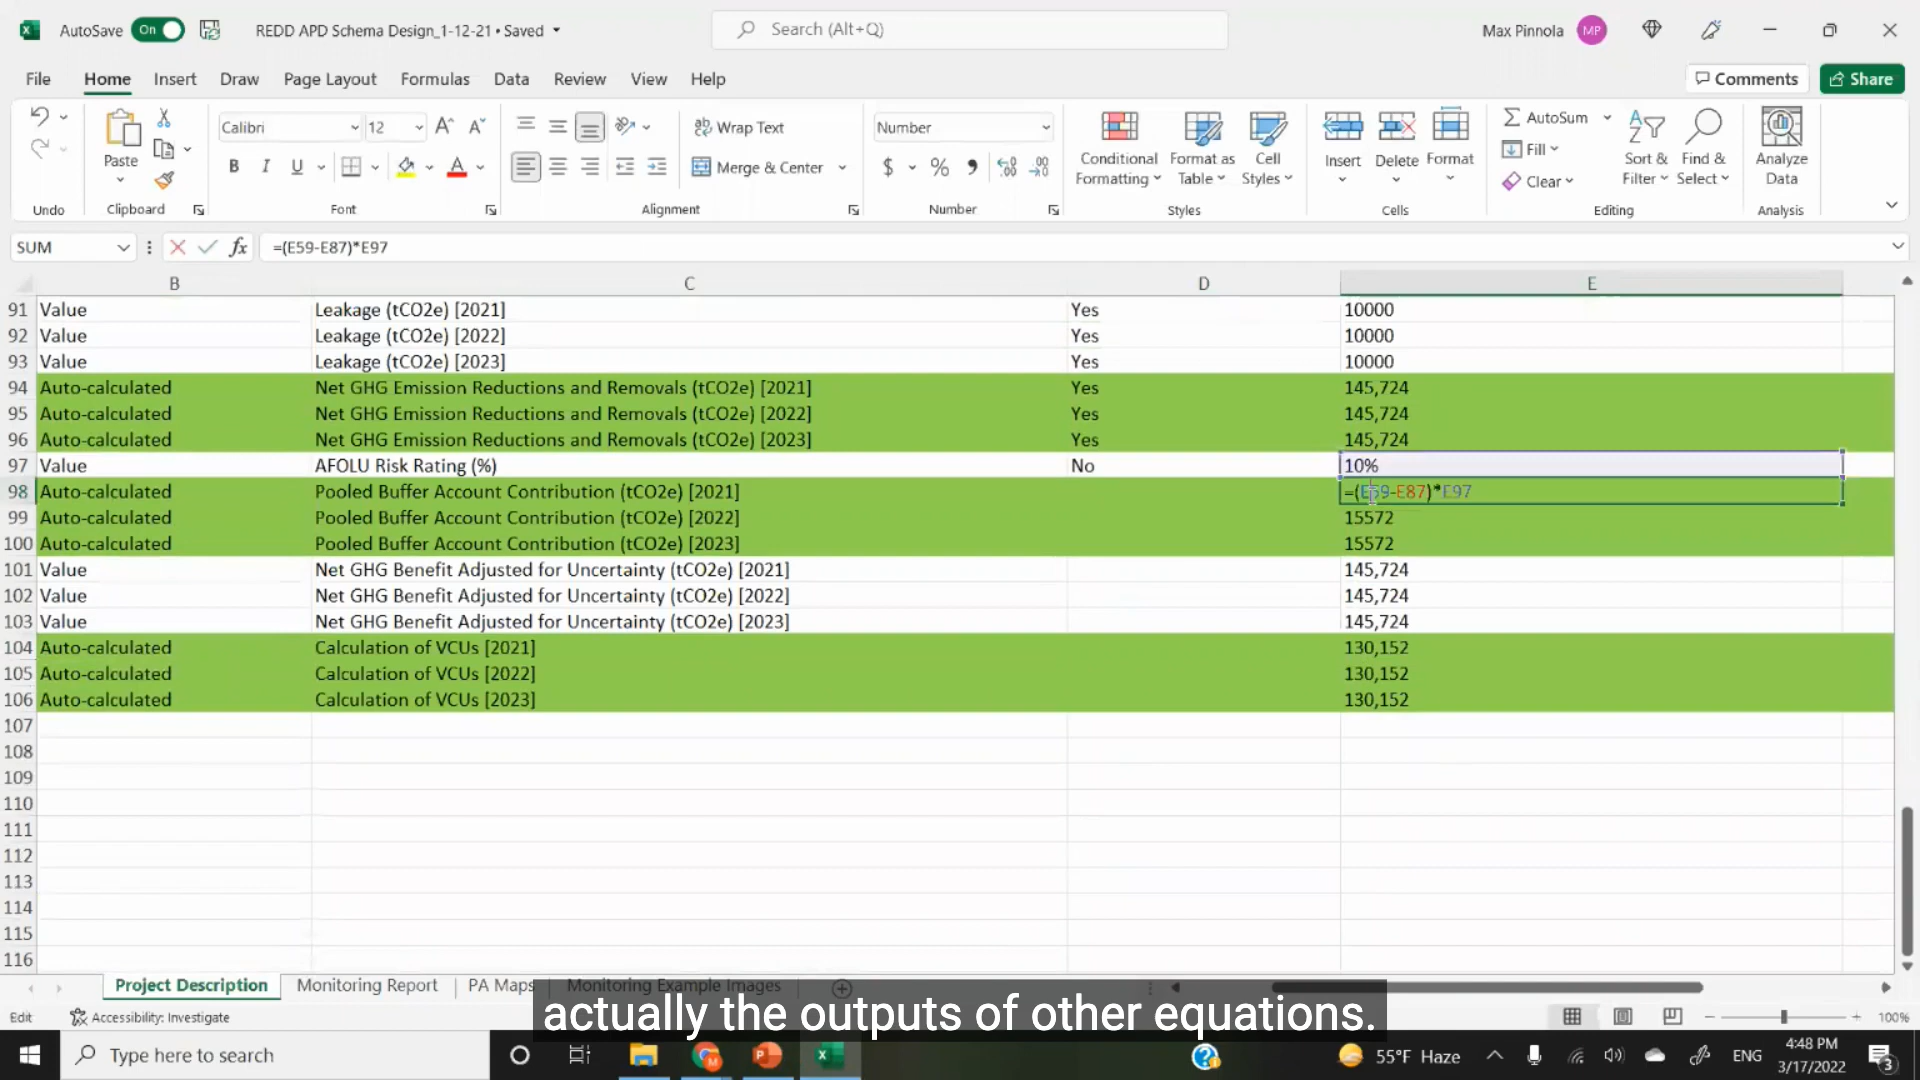 AutoSave On REDD APD Schema Design_1-12-21 • Saved Search (Alt+Q) Max Pinnola MP
File Home Insert Draw Page Layout Formulas Data Review View Help Comments Share
Calibri 12 Wrap Text Number AutoSum
Paste Conditional Formatting Format as Table Cell Styles Insert Delete Format Fill Sort & Filter Find & Select Analyze Data
B I U Merge & Center $ % Clear
Undo Clipboard Font Alignment Number Styles Cells Editing Analysis
SUM fx =(E59-E87)*E97
B C D E
91 Value Leakage (tCO2e) [2021] Yes 10000
92 Value Leakage (tCO2e) [2022] Yes 10000
93 Value Leakage (tCO2e) [2023] Yes 10000
94 Auto-calculated Net GHG Emission Reductions and Removals (tCO2e) [2021] Yes 145,724
95 Auto-calculated Net GHG Emission Reductions and Removals (tCO2e) [2022] Yes 145,724
96 Auto-calculated Net GHG Emission Reductions and Removals (tCO2e) [2023] Yes 145,724
97 Value AFOLU Risk Rating (%) No 10%
98 Auto-calculated Pooled Buffer Account Contribution (tCO2e) [2021] =(E59-E87)*E97
99 Auto-calculated Pooled Buffer Account Contribution (tCO2e) [2022] 15572
100 Auto-calculated Pooled Buffer Account Contribution (tCO2e) [2023] 15572
101 Value Net GHG Benefit Adjusted for Uncertainty (tCO2e) [2021] 145,724
102 Value Net GHG Benefit Adjusted for Uncertainty (tCO2e) [2022] 145,724
103 Value Net GHG Benefit Adjusted for Uncertainty (tCO2e) [2023] 145,724
104 Auto-calculated Calculation of VCUs [2021] 130,152
105 Auto-calculated Calculation of VCUs [2022] 130,152
106 Auto-calculated Calculation of VCUs [2023] 130,152
107
108
109
110
111
112
113
114
115
116
Project Description Monitoring Report PA Maps Monitoring Example Images
actually the outputs of other equations.
Edit Accessibility: Investigate 100%
Type here to search 55°F Haze ENG 4:48 PM
3/17/2022 3